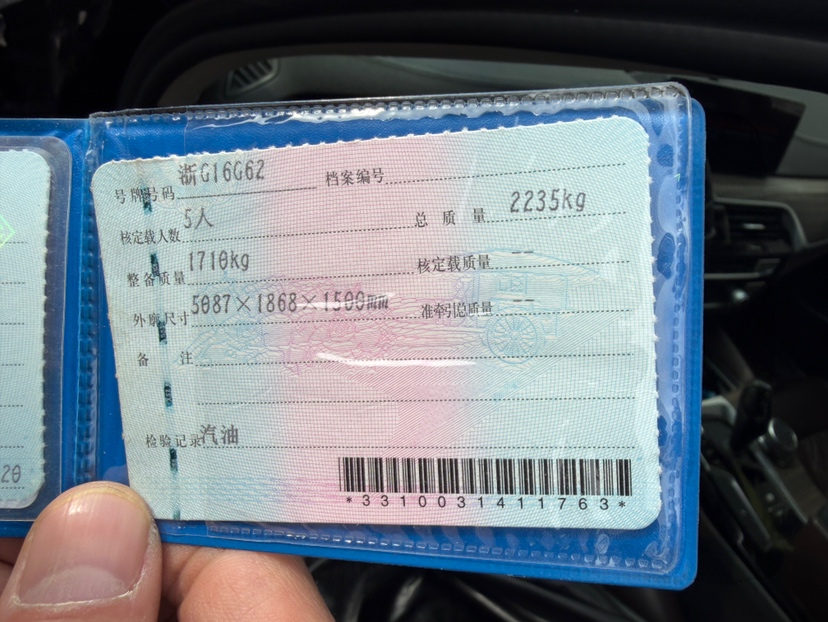 号牌号码 浙G16G62 档案编号
核定载人数 5人 总质量 2235kg
整备质量 1710kg 核定载质量 --
外廓尺寸 5087×1868×1500mm 准牵引总质量 --
备注
检验记录 汽油
*3310031411763*
20